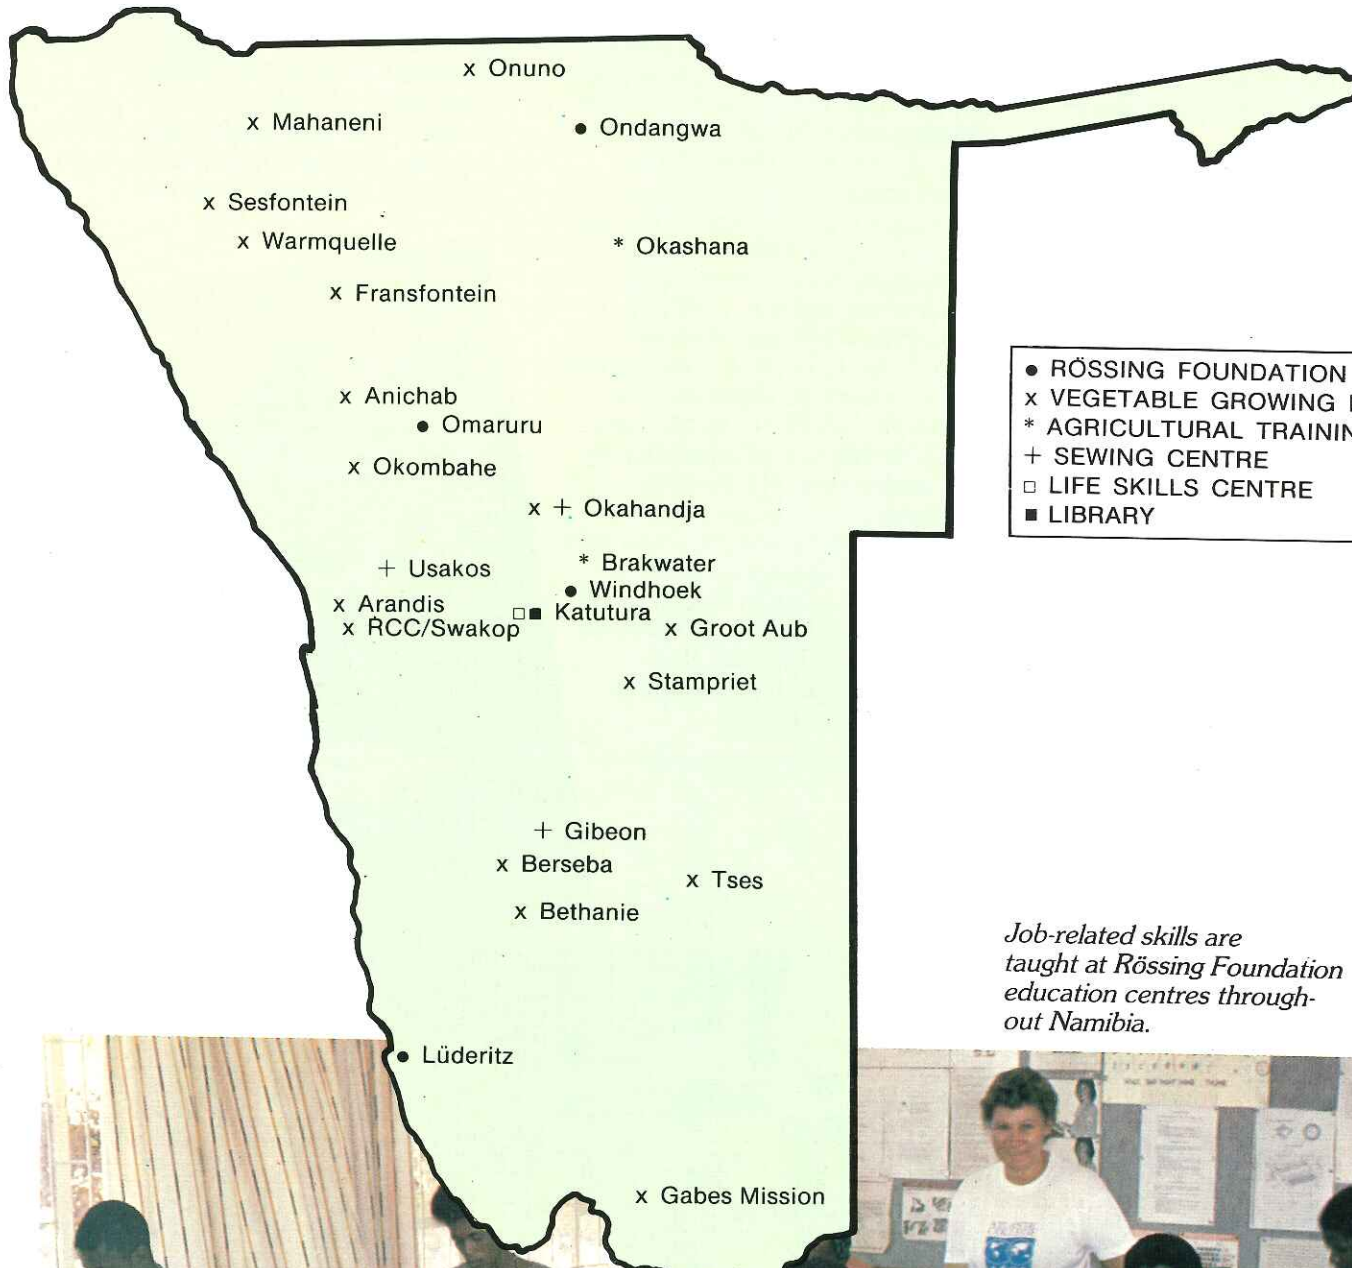 x Onuno
x Mahaneni
● Ondangwa
x Sesfontein
x Warmquelle
* Okashana
x Fransfontein
● RÖSSING FOUNDATION
x VEGETABLE GROWING
* AGRICULTURAL
+ SEWING CENTRE
□ LIFE SKILLS CENTRE
■ LIBRARY
x Anichab
● Omaruru
x Okombahe
x + Okahandja
+ Usakos
* Brakwater
● Windhoek
x Arandis
□■ Katutura
x RCC/Swakop
x Groot Aub
x Stampriet
+ Gibeon
x Berseba
x Tses
x Bethanie
Job-related skills are
taught at Rössing Foundation
education centres through-
out Namibia.
● Lüderitz
x Gabes Mission